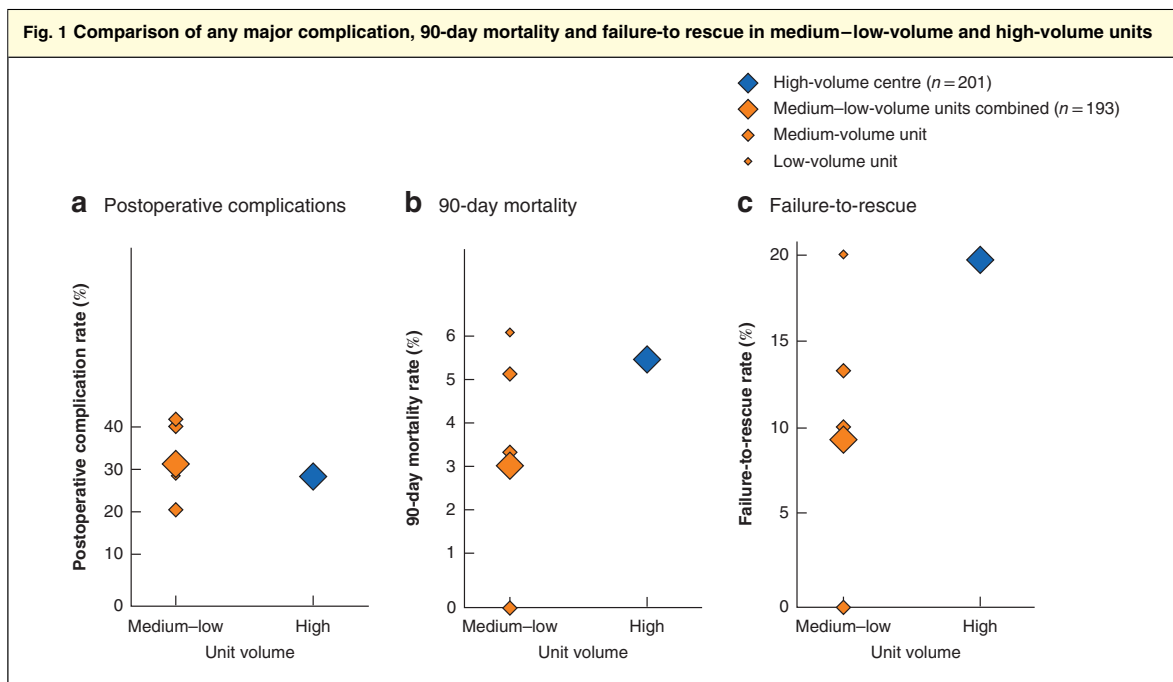 Fig. 1 Comparison of any major complication, 90-day mortality and failure-to rescue in medium–low-volume and high-volume units
High-volume centre (n = 201)
Medium–low-volume units combined (n = 193)
Medium-volume unit
Low-volume unit
a Postoperative complications
Postoperative complication rate (%)
40
30
20
10
0
Medium–low High
Unit volume
b 90-day mortality
90-day mortality rate (%)
6
5
4
3
2
1
0
Medium–low High
Unit volume
c Failure-to-rescue
Failure-to-rescue rate (%)
20
15
10
5
0
Medium–low High
Unit volume